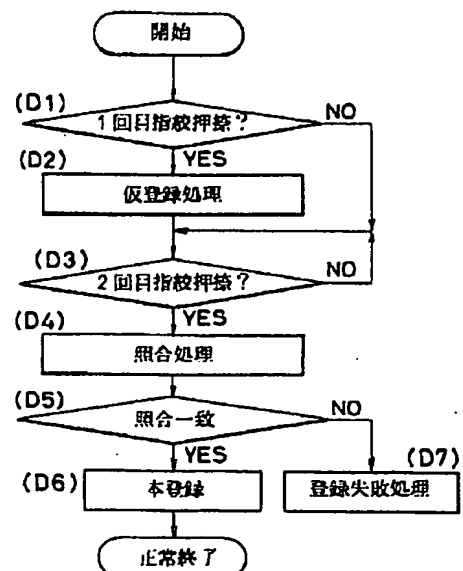 開始
(D1)
1回目指紋押捺?
NO
YES
(D2)
仮登録処理
(D3)
2回目指紋押捺?
NO
YES
(D4)
照合処理
(D5)
照合一致
NO
YES
(D6)
本登録
(D7)
登録失敗処理
正常終了